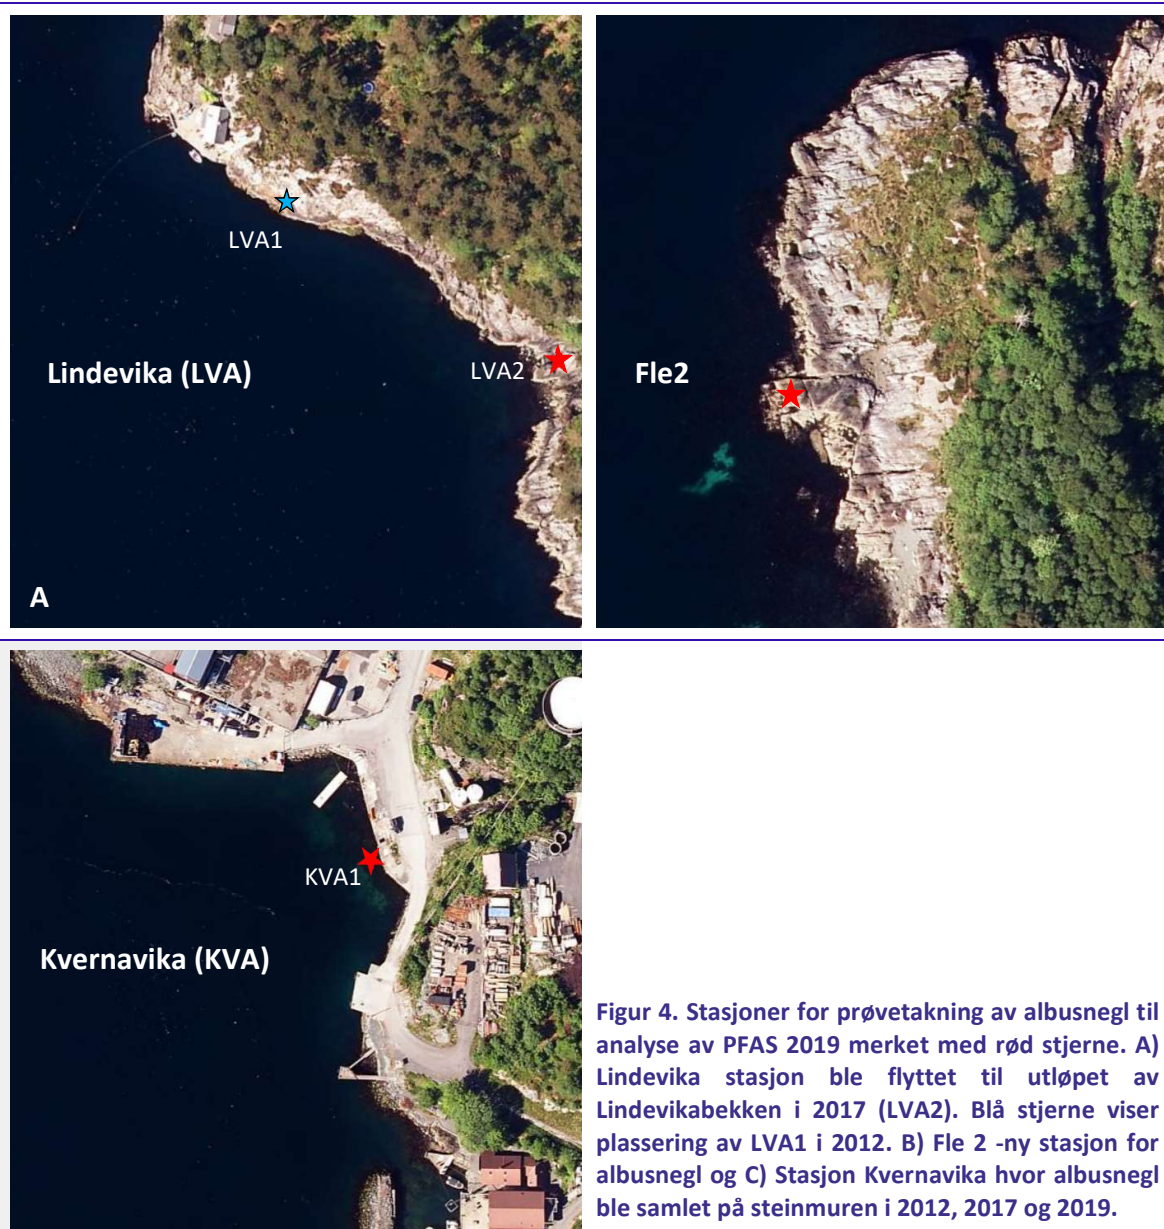 LVA1
Lindevika (LVA)
LVA2
A
Fle2
KVA1
Kvernavika (KVA)
Figur 4. Stasjoner for prøvetakning av albusnegl til
analyse av PFAS 2019 merket med rød stjerne. A)
Lindevika stasjon ble flyttet til utløpet av
Lindevikabekken i 2017 (LVA2). Blå stjerne viser
plassering av LVA1 i 2012. B) Fle 2 -ny stasjon for
albusnegl og C) Stasjon Kvernavika hvor albusnegl
ble samlet på steinmuren i 2012, 2017 og 2019.